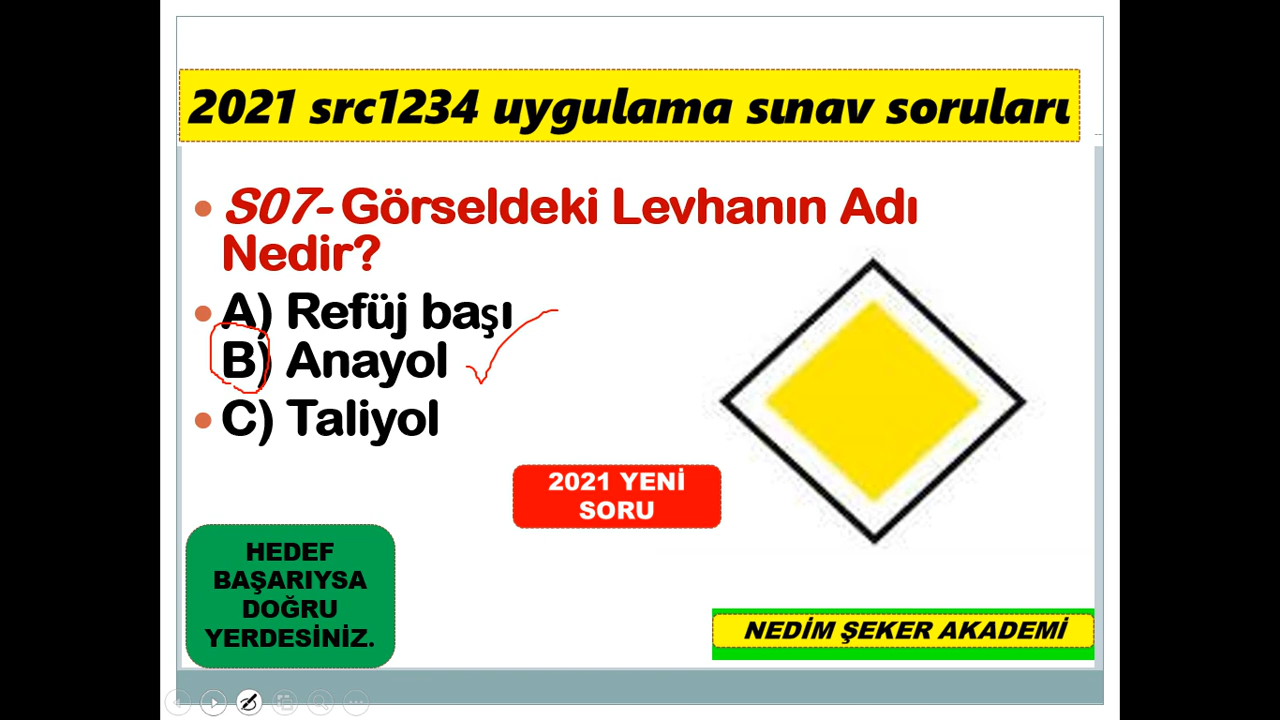 2021 src1234 uygulama sınav soruları
S07- Görseldeki Levhanın Adı
Nedir?
A) Refüj başı
B) Anayol
C) Taliyol
2021 YENİ
SORU
HEDEF
BAŞARIYSA
DOĞRU
YERDESİNİZ.
NEDİM ŞEKER AKADEMİ